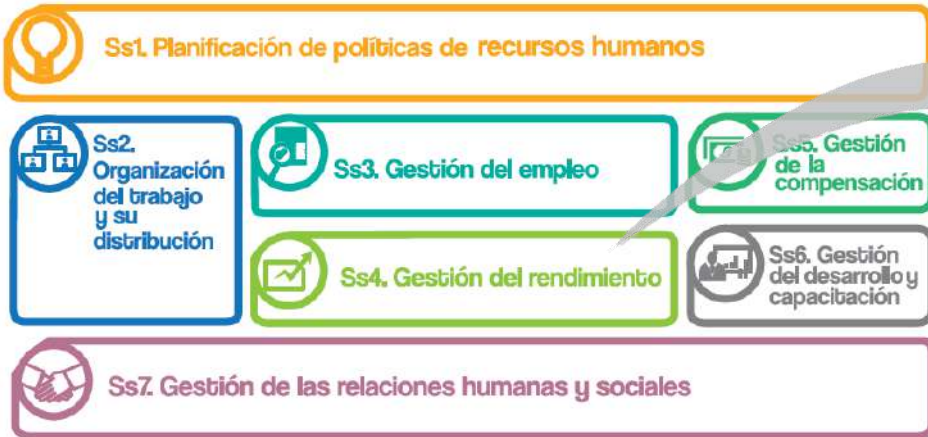 Ss1. Planificación de políticas de recursos humanos
Ss2.
Organización
del trabajo
y su
distribución
Ss3. Gestión del empleo
Ss4. Gestión del rendimiento
Ss5. Gestión
de la
compensación
Ss6. Gestión
del desarrollo y
capacitación
Ss7. Gestión de las relaciones humanas y sociales